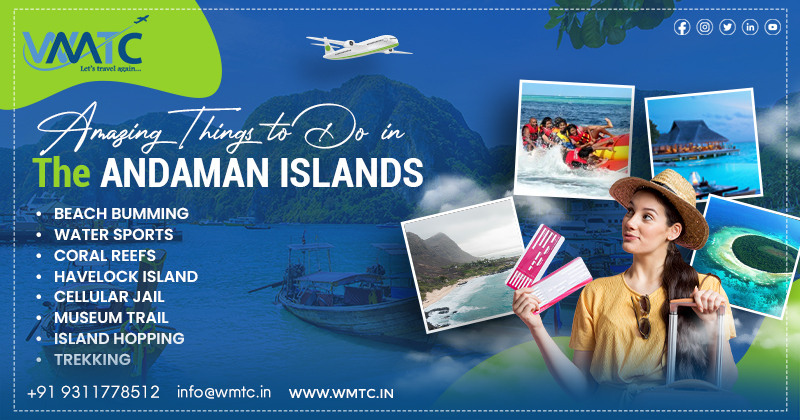 VMTC
Let's travel again...
Amazing Things to Do in
The ANDAMAN ISLANDS
• BEACH BUMMING
• WATER SPORTS
• CORAL REEFS
• HAVELOCK ISLAND
• CELLULAR JAIL
• MUSEUM TRAIL
• ISLAND HOPPING
• TREKKING
+91 9311778512 info@wmtc.in WWW.WMTC.IN